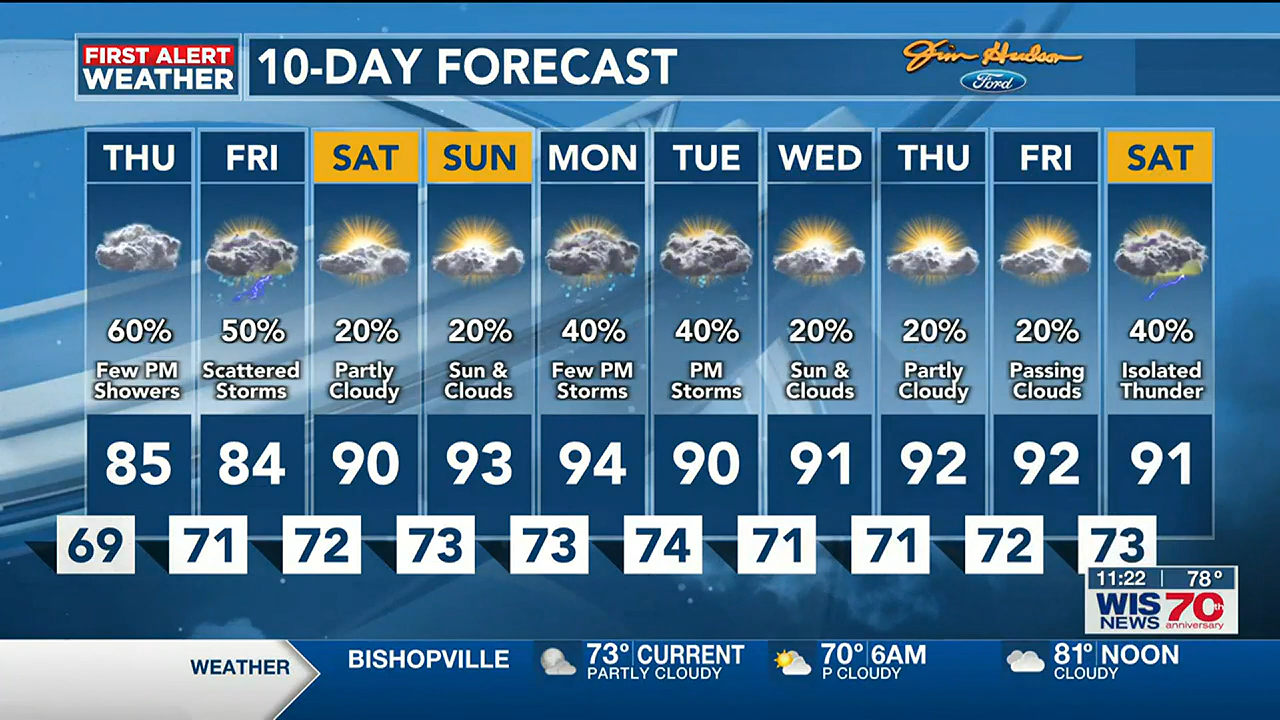 FIRST ALERT
WEATHER
10-DAY FORECAST
Jim Hudson
Ford
THU FRI SAT SUN MON TUE WED THU FRI SAT
60% 50% 20% 20% 40% 40% 20% 20% 20% 40%
Few PM Scattered Partly Sun & Few PM PM Sun & Partly Passing Isolated
Showers Storms Cloudy Clouds Storms Storms Clouds Cloudy Clouds Thunder
85 84 90 93 94 90 91 92 92 91
69 71 72 73 73 74 71 71 72 73
11:22 | 78°
WIS 70th
NEWS anniversary
WEATHER
BISHOPVILLE
73° CURRENT
PARTLY CLOUDY
70° 6AM
P CLOUDY
81° NOON
CLOUDY